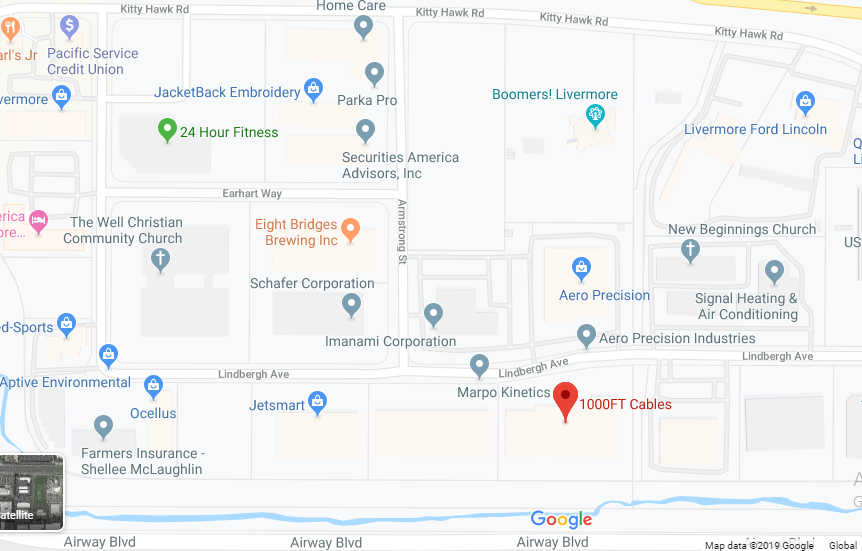 Kitty Hawk Rd
Home Care
Kitty Hawk Rd
Kitty Hawk Rd
Kitty Hawk Rd
arl's Jr
$
Pacific Service
Credit Union
vermore
JacketBack Embroidery
Parka Pro
Boomers! Livermore
Livermore Ford Lincoln
24 Hour Fitness
Securities America
Advisors, Inc
Q
L
Earhart Way
Armstrong St
erica
ore...
The Well Christian
Community Church
Eight Bridges
Brewing Inc
New Beginnings Church
US
Schafer Corporation
Aero Precision
Signal Heating &
Air Conditioning
ed-Sports
Imanami Corporation
Aero Precision Industries
Lindbergh Ave
Lindbergh Ave
Lindbergh Ave
Aptive Environmental
Marpo Kinetics
Ocellus
Jetsmart
1000FT Cables
Farmers Insurance -
Shellee McLaughlin
A
G
atellite
Google
Airway Blvd
Airway Blvd
Airway Blvd
Map data ©2019 Google
Global